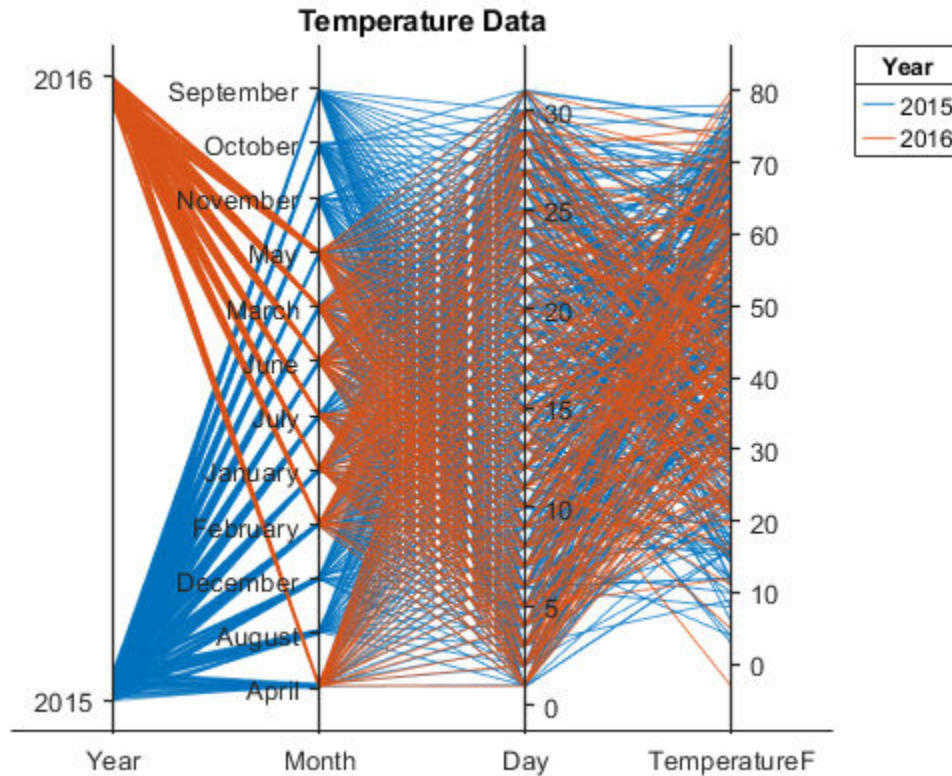 Temperature Data
Year
2015
2016
2016
2015
September
October
November
May
March
June
July
January
February
December
August
April
30
25
20
15
10
5
0
80
70
60
50
40
30
20
10
0
Year
Month
Day
TemperatureF